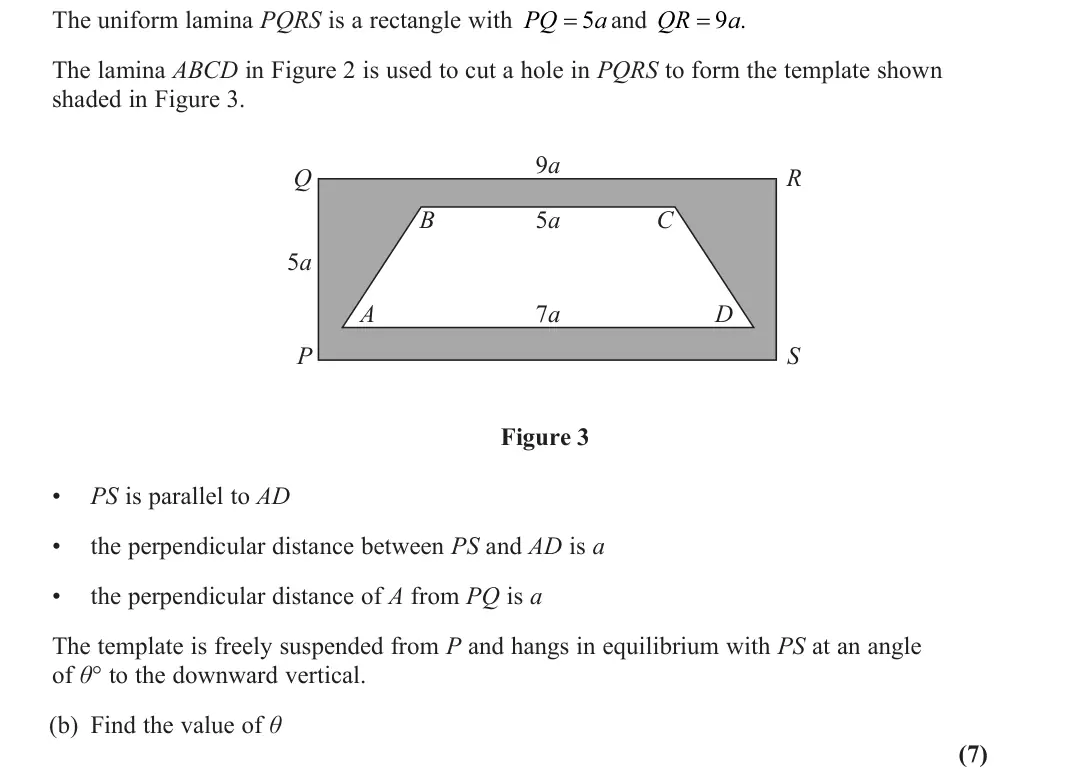 The uniform lamina PQRS is a rectangle with PQ = 5a and QR = 9a.
The lamina ABCD in Figure 2 is used to cut a hole in PQRS to form the template shown
shaded in Figure 3.
9a
Q
R
B
5a
C
5a
A
7a
D
P
S
Figure 3
• PS is parallel to AD
• the perpendicular distance between PS and AD is a
• the perpendicular distance of A from PQ is a
The template is freely suspended from P and hangs in equilibrium with PS at an angle
of θ° to the downward vertical.
(b) Find the value of θ
(7)